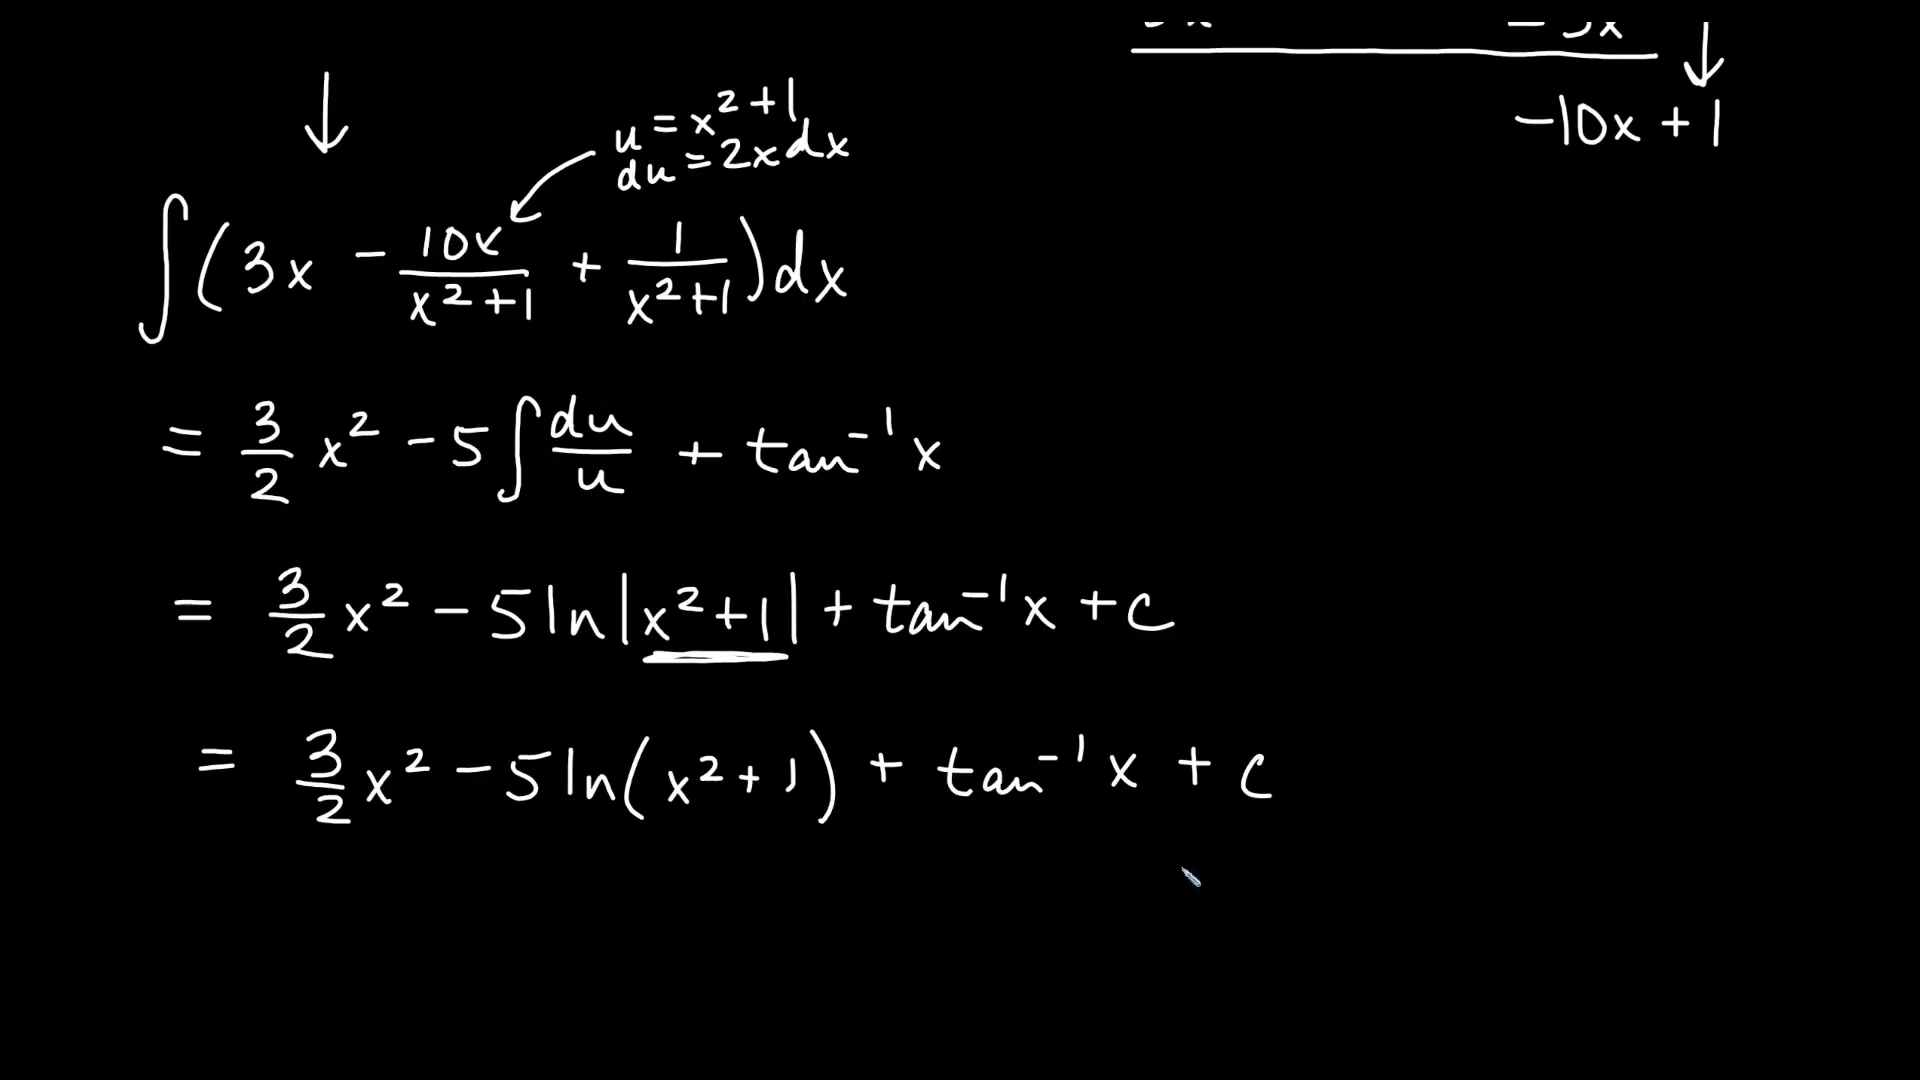 -10x + 1
u = x² + 1
du = 2x dx
∫(3x - 10x/(x² + 1) + 1/(x² + 1))dx
= 3/2 x² - 5∫du/u + tan⁻¹x
= 3/2 x² - 5 ln|x² + 1| + tan⁻¹x + c
= 3/2 x² - 5 ln(x² + 1) + tan⁻¹x + c